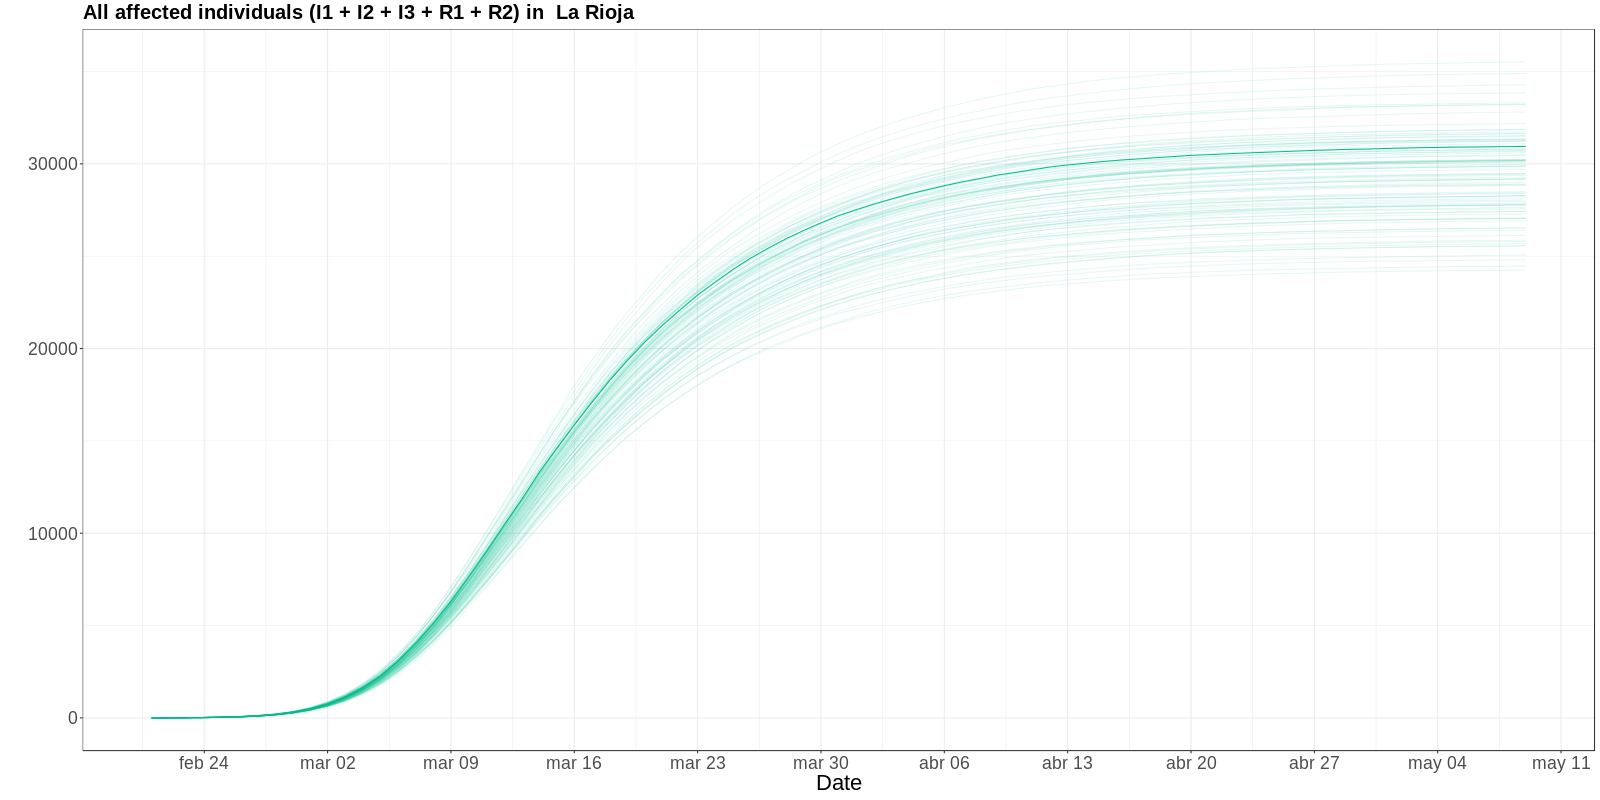 All affected individuals (I1 + I2 + I3 + R1 + R2) in  La Rioja
30000
20000
10000
0
feb 24 mar 02 mar 09 mar 16 mar 23 mar 30 abr 06 abr 13 abr 20 abr 27 may 04 may 11
Date